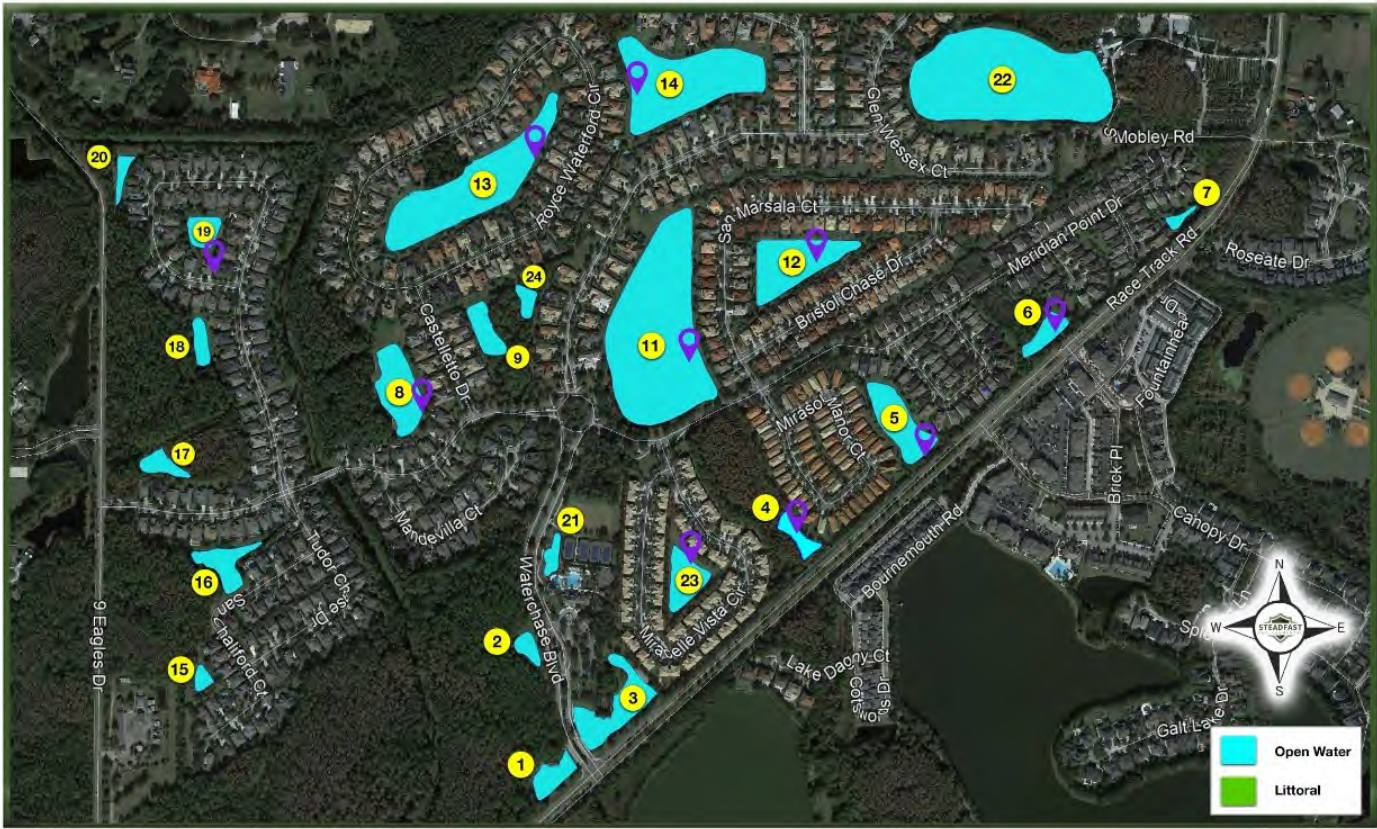 14
22
Royce Waterford Cir
Glen Wessex Ct
S Mobley Rd
20
13
7
San Marsala Ct
19
Meridian Point Dr
Race Track Rd
Roseate Dr
12
24
Bristol Chase Dr
6
Fountainhead Dr
18
Castelletto Dr
9
11
8
Mirasol Manor Ct
5
17
Brick Pl
Mandevilla Ct
4
Bournemouth Rd
Canopy Dr
21
Tudor Chase Dr
16
San Chaliford Ct
Waterchase Blvd
23
N
9 Eagles Dr
2
Miraselle Vista Cir
W
STEADFAST
E
Ln
15
Lake Dagny Ct
S
3
Galt Lake Dr
1
Open Water
Littoral